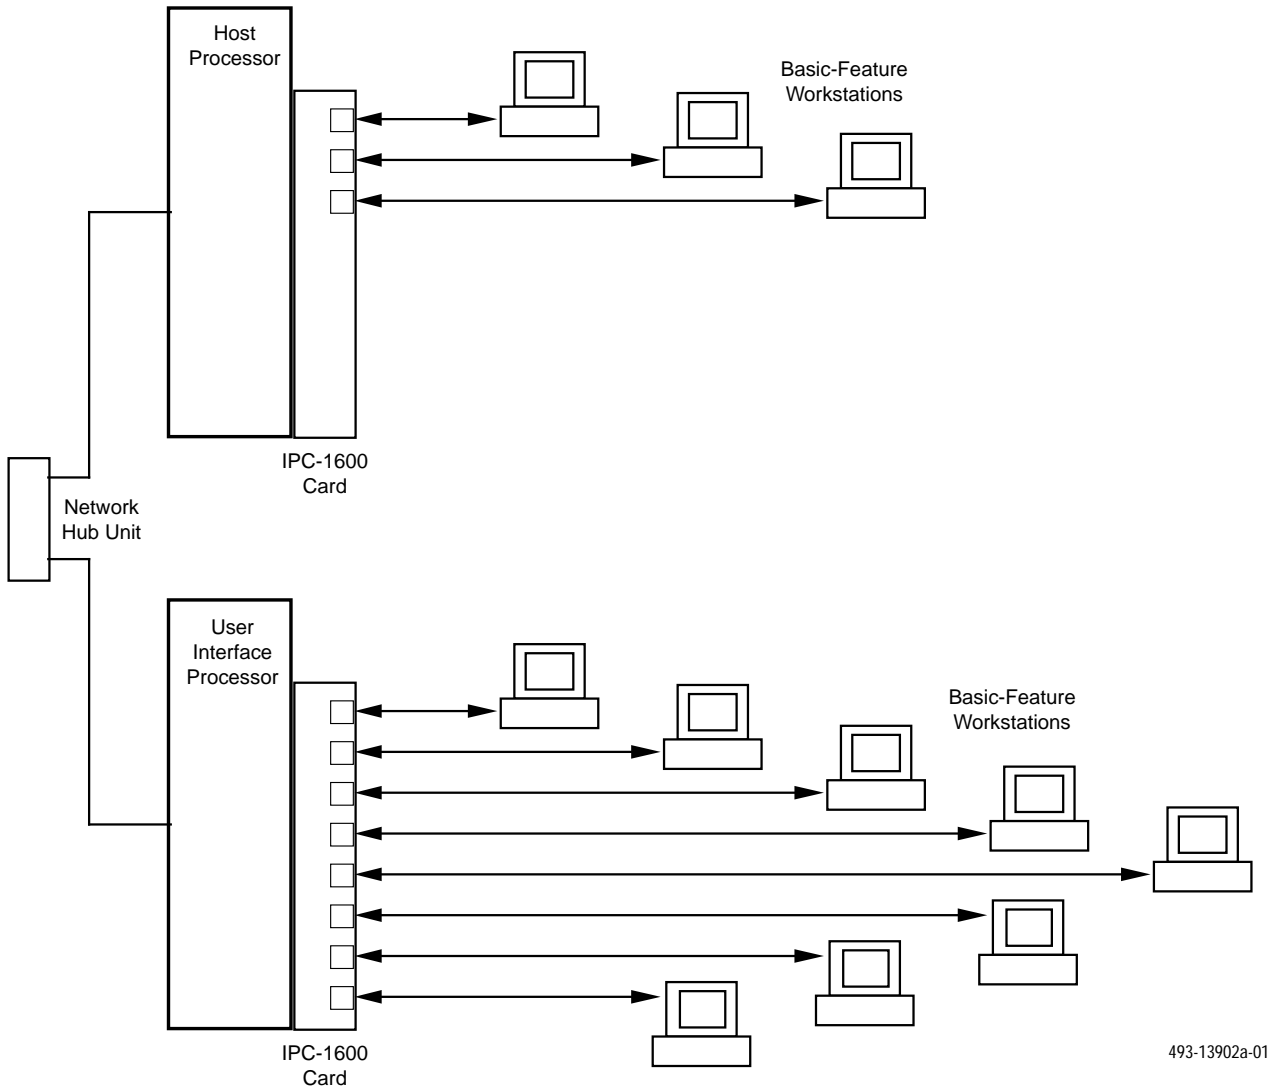 Host
Processor
Basic-Feature
Workstations
IPC-1600
Card
Network
Hub Unit
User
Interface
Processor
Basic-Feature
Workstations
IPC-1600
Card
493-13902a-01